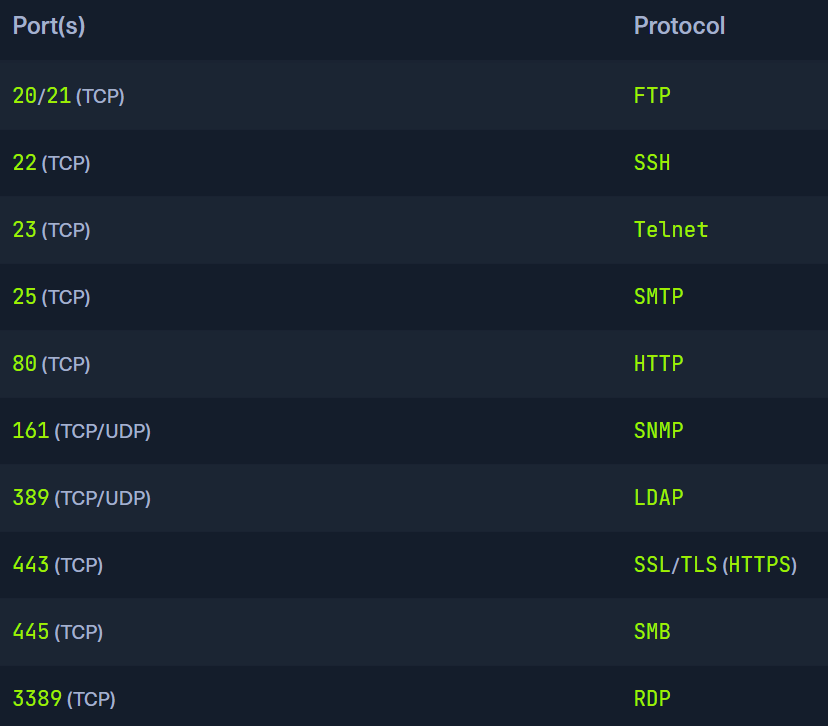 Port(s) Protocol
20/21 (TCP) FTP
22 (TCP) SSH
23 (TCP) Telnet
25 (TCP) SMTP
80 (TCP) HTTP
161 (TCP/UDP) SNMP
389 (TCP/UDP) LDAP
443 (TCP) SSL/TLS (HTTPS)
445 (TCP) SMB
3389 (TCP) RDP